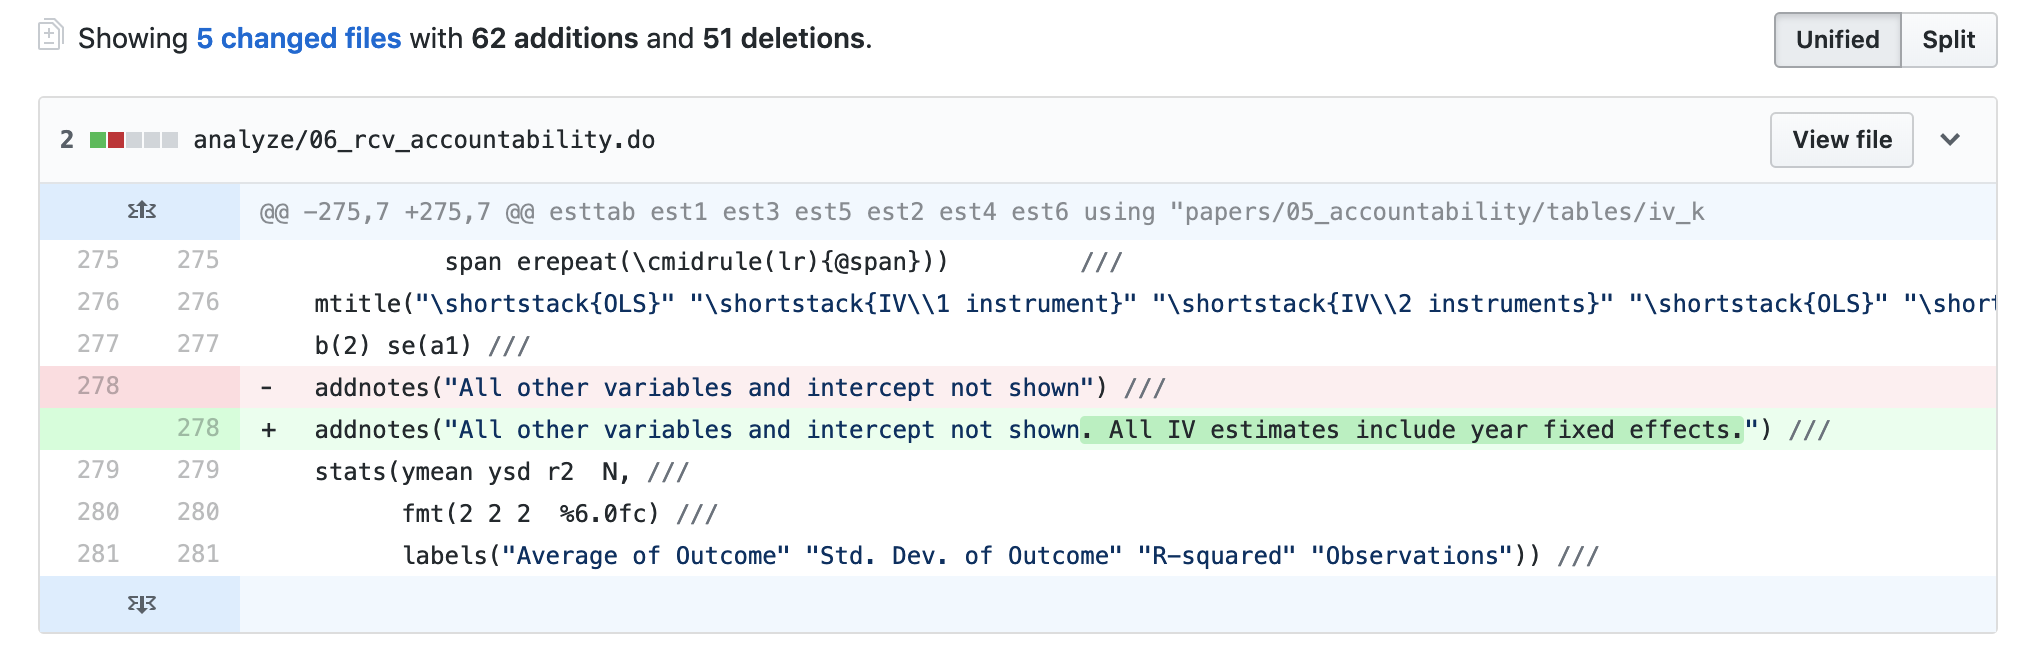 Showing 5 changed files with 62 additions and 51 deletions.
Unified Split
2 analyze/06_rcv_accountability.do
View file
@@ -275,7 +275,7 @@ esttab est1 est3 est5 est2 est4 est6 using "papers/05_accountability/tables/iv_k
275 275 span erepeat(\cmidrule(lr){@span})) ///
276 276 mtitle("\shortstack{OLS}" "\shortstack{IV\\1 instrument}" "\shortstack{IV\\2 instruments}" "\shortstack{OLS}" "\short
277 277 b(2) se(a1) ///
278 - addnotes("All other variables and intercept not shown") ///
278 + addnotes("All other variables and intercept not shown. All IV estimates include year fixed effects.") ///
279 279 stats(ymean ysd r2  N, ///
280 280 fmt(2 2 2  %6.0fc) ///
281 281 labels("Average of Outcome" "Std. Dev. of Outcome" "R-squared" "Observations")) ///